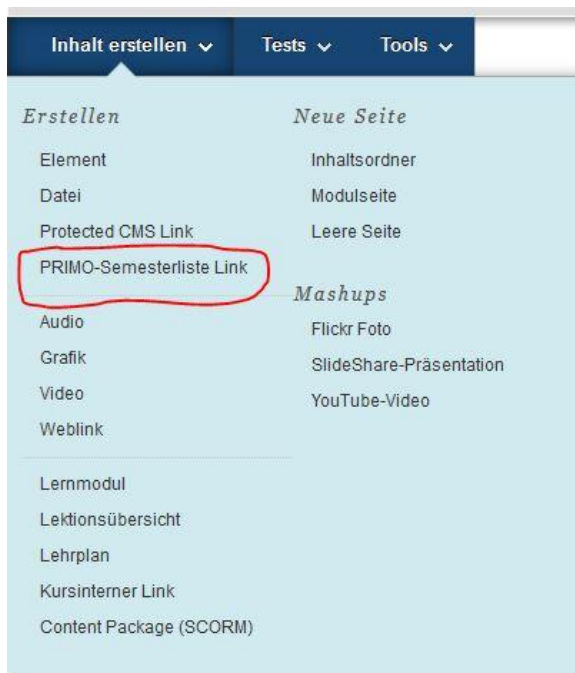 Inhalt erstellen
Tests
Tools
Erstellen
Element
Datei
Protected CMS Link
PRIMO-Semesterliste Link
Audio
Grafik
Video
Weblink
Lernmodul
Lektionsübersicht
Lehrplan
Kursinterner Link
Content Package (SCORM)
Neue Seite
Inhaltsordner
Modulseite
Leere Seite
Mashups
Flickr Foto
SlideShare-Präsentation
YouTube-Video